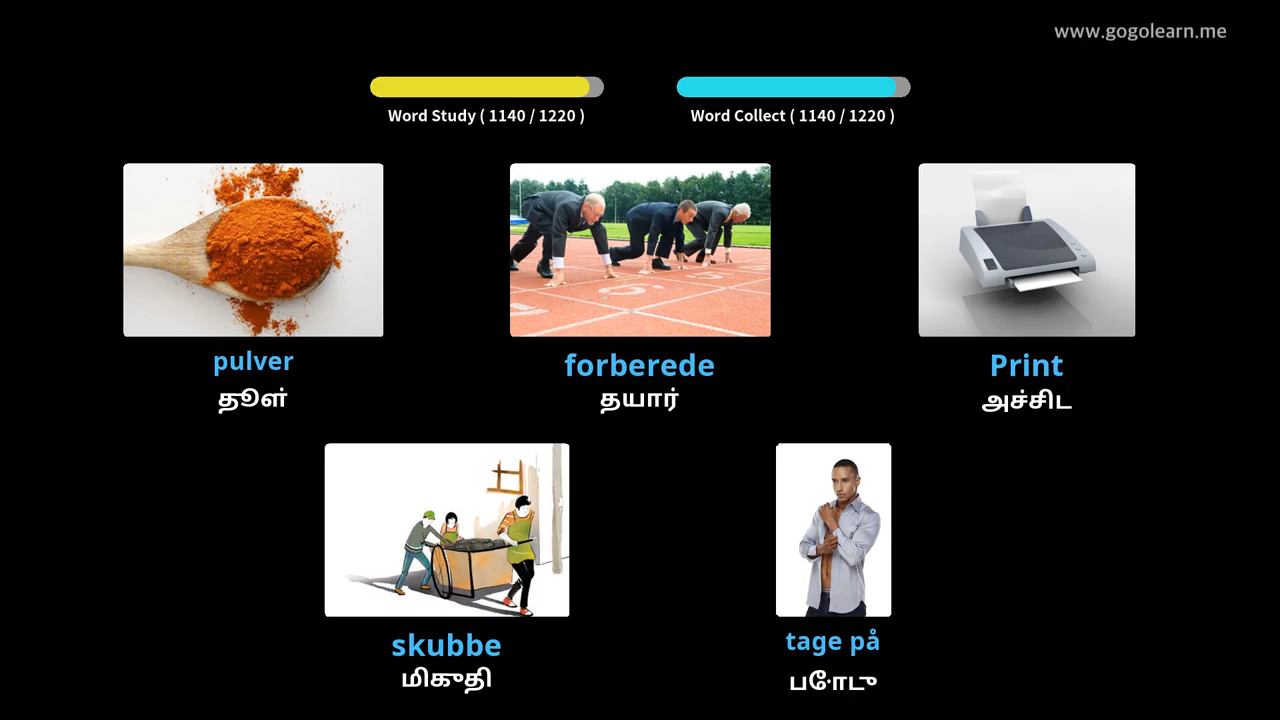 www.gogolearn.me
Word Study ( 1140 / 1220 )
Word Collect ( 1140 / 1220 )
pulver
தூள்
forberede
தயார்
Print
அச்சிட
skubbe
மிகுதி
tage på
போடு